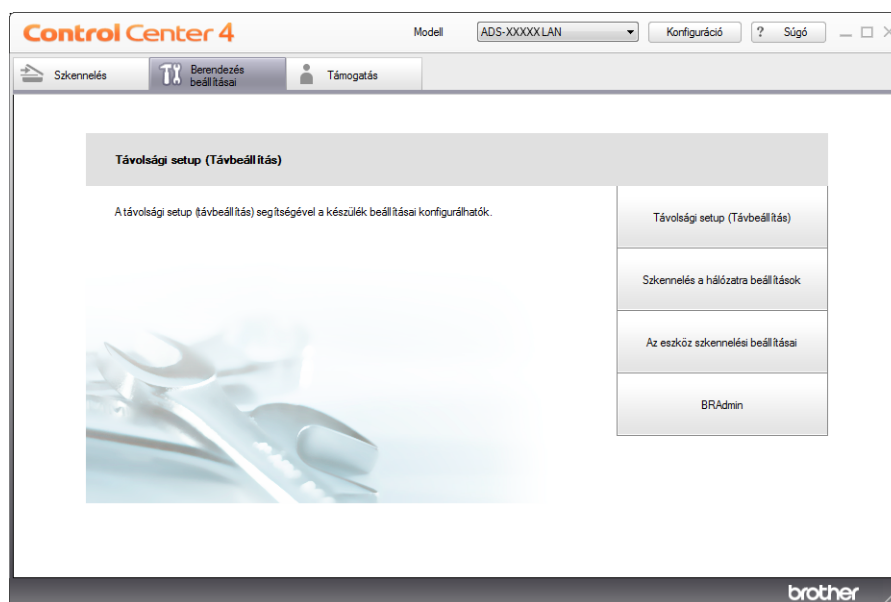 Control Center 4
Modell
ADS-XXXXX LAN
Konfiguráció
? Súgó
Szkennelés
Berendezés
beállításai
Támogatás
Távolsági setup (Távbeállítás)
A távolsági setup (távbeállítás) segítségével a készülék beállításai konfigurálhatók.
Távolsági setup (Távbeállítás)
Szkennelés a hálózatra beállítások
Az eszköz szkennelési beállításai
BRAdmin
brother